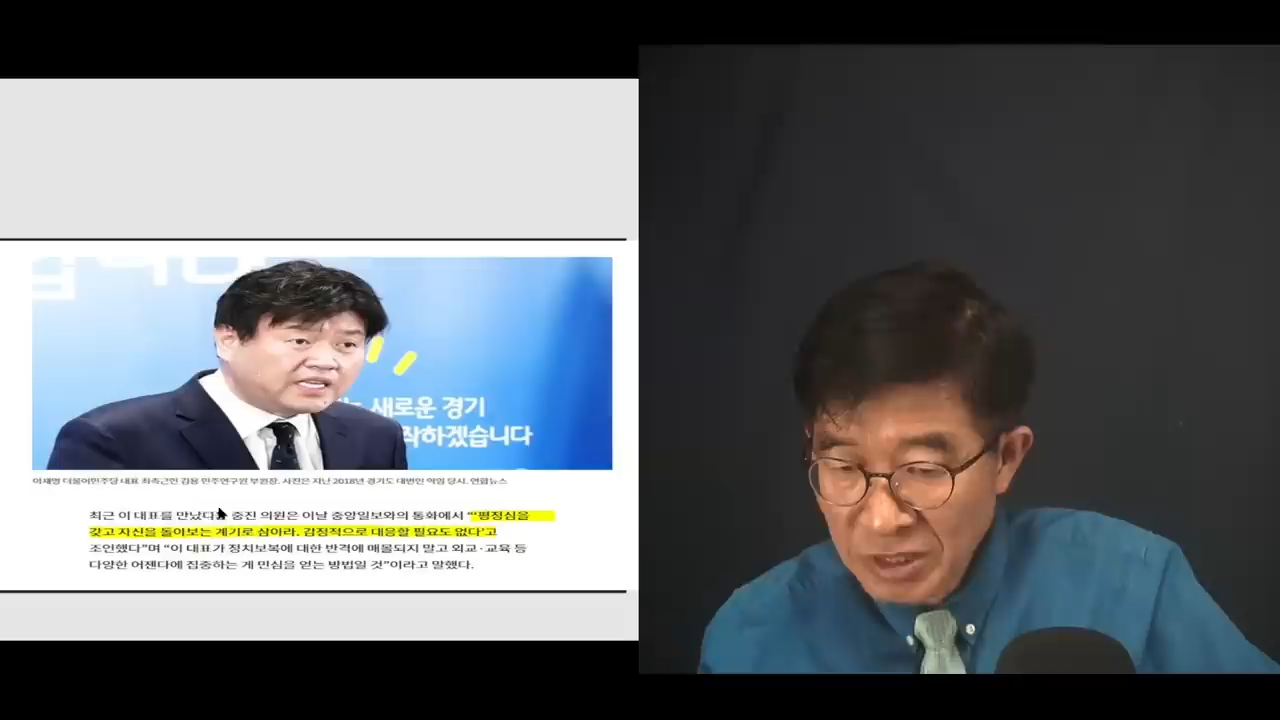 새로운 경기
작하겠습니다
이재명 더불어민주당 대표 최측근인 김용 민주연구원 부원장. 사진은 지난 2018년 경기도 대변인 역임 당시. 연합뉴스
최근 이 대표를 만났다는 중진 의원은 이날 중앙일보와의 통화에서 “‘평정심을
갖고 자신을 돌아보는 계기로 삼아라. 감정적으로 대응할 필요도 없다’고
조언했다”며 “이 대표가 정치보복에 대한 반격에 매몰되지 말고 외교·교육 등
다양한 어젠다에 집중하는 게 민심을 얻는 방법일 것”이라고 말했다.